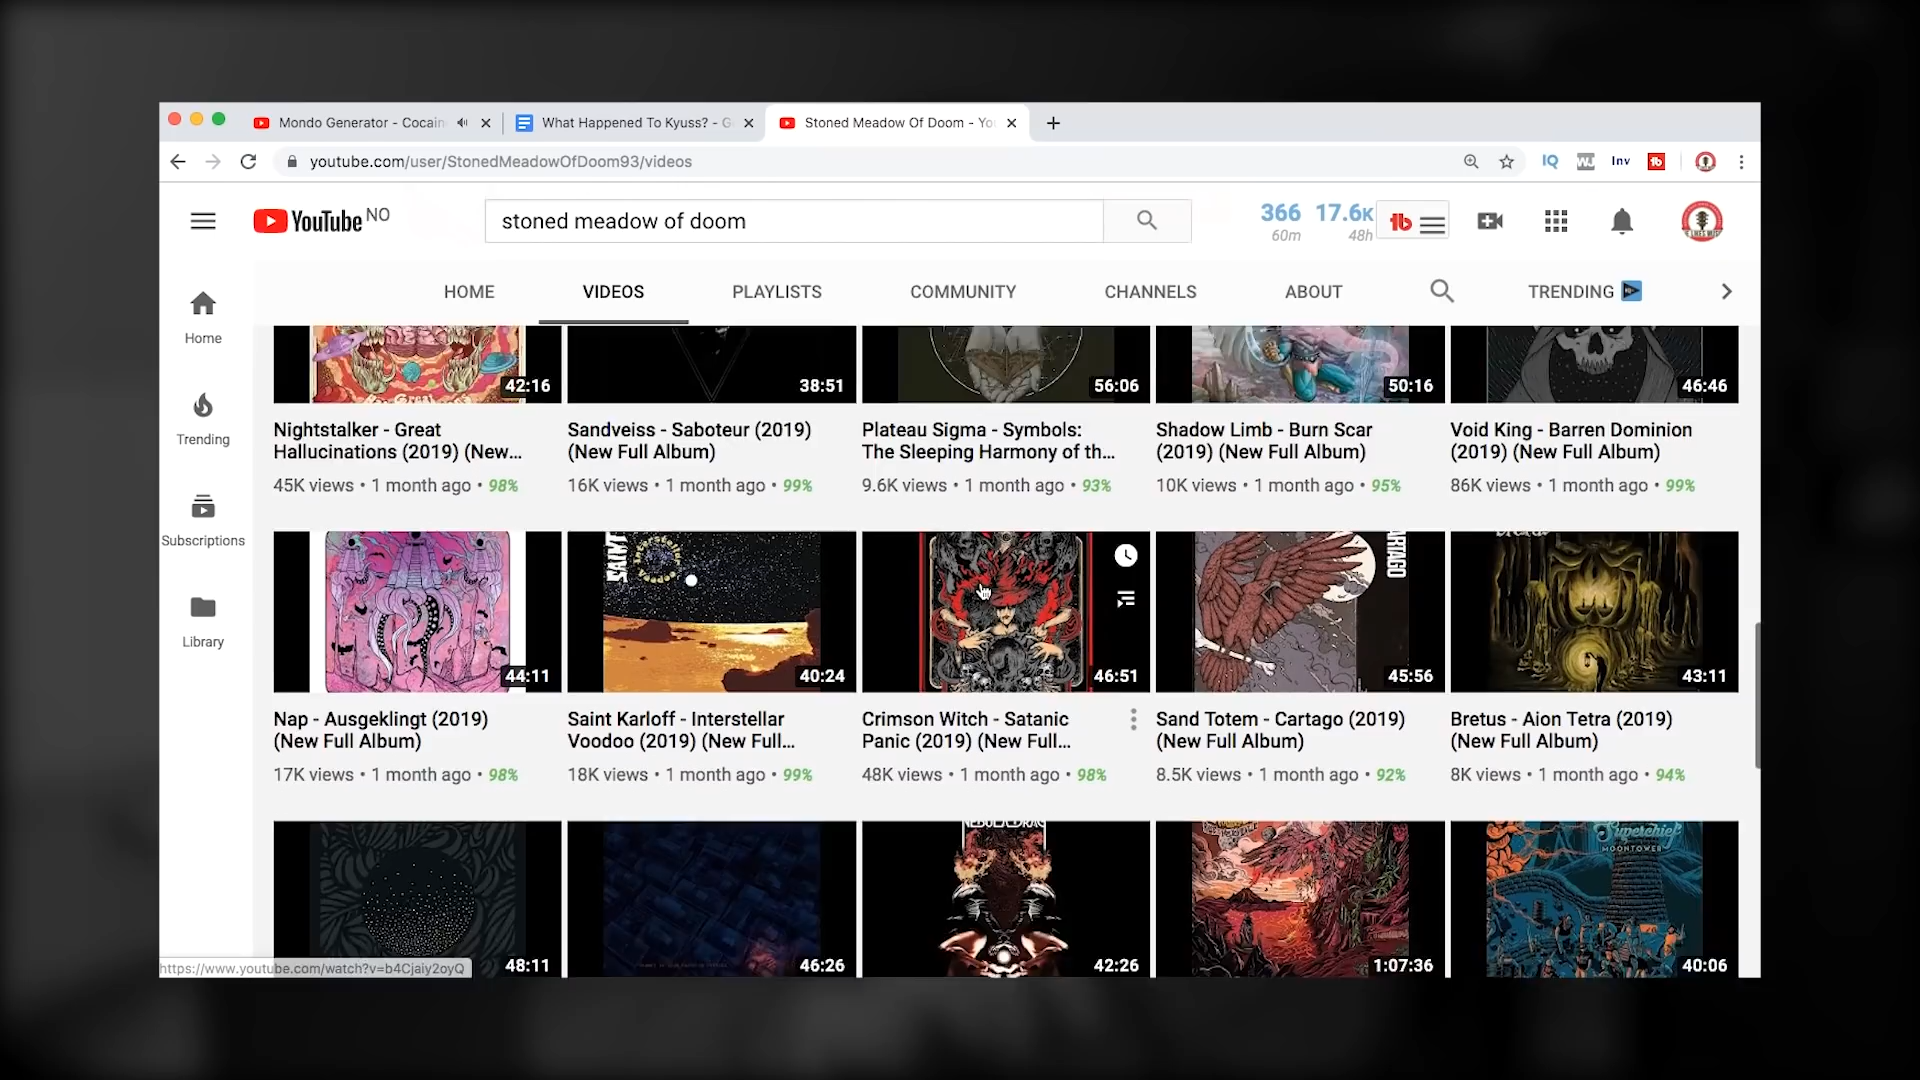 Mondo Generator - Cocain
What Happened To Kyuss? - G
Stoned Meadow Of Doom - Yo
youtube.com/user/StonedMeadowOfDoom93/videos
IQ
Inv
tb
YouTube NO
stoned meadow of doom
366
60m
17.6K
48h
tb
HOME
VIDEOS
PLAYLISTS
COMMUNITY
CHANNELS
ABOUT
TRENDING
Home
Trending
Subscriptions
Library
42:16
38:51
56:06
50:16
46:46
Nightstalker - Great
Hallucinations (2019) (New...
45K views • 1 month ago • 98%
Sandveiss - Saboteur (2019)
(New Full Album)
16K views • 1 month ago • 99%
Plateau Sigma - Symbols:
The Sleeping Harmony of th...
9.6K views • 1 month ago • 93%
Shadow Limb - Burn Scar
(2019) (New Full Album)
10K views • 1 month ago • 95%
Void King - Barren Dominion
(2019) (New Full Album)
86K views • 1 month ago • 99%
SAINT
ARTAGO
44:11
40:24
46:51
45:56
43:11
Nap - Ausgeklingt (2019)
(New Full Album)
17K views • 1 month ago • 98%
Saint Karloff - Interstellar
Voodoo (2019) (New Full...
18K views • 1 month ago • 99%
Crimson Witch - Satanic
Panic (2019) (New Full...
48K views • 1 month ago • 98%
Sand Totem - Cartago (2019)
(New Full Album)
8.5K views • 1 month ago • 92%
Bretus - Aion Tetra (2019)
(New Full Album)
8K views • 1 month ago • 94%
Superchief
MOONTOWER
48:11
46:26
42:26
1:07:36
40:06
https://www.youtube.com/watch?v=b4Cjaiy2oyQ